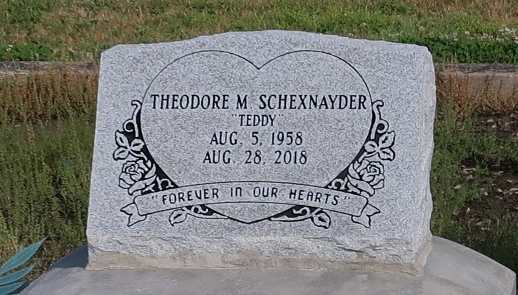 THEODORE M SCHEXNAYDER
"TEDDY"
AUG. 5, 1958
AUG. 28, 2018
"FOREVER IN OUR HEARTS"